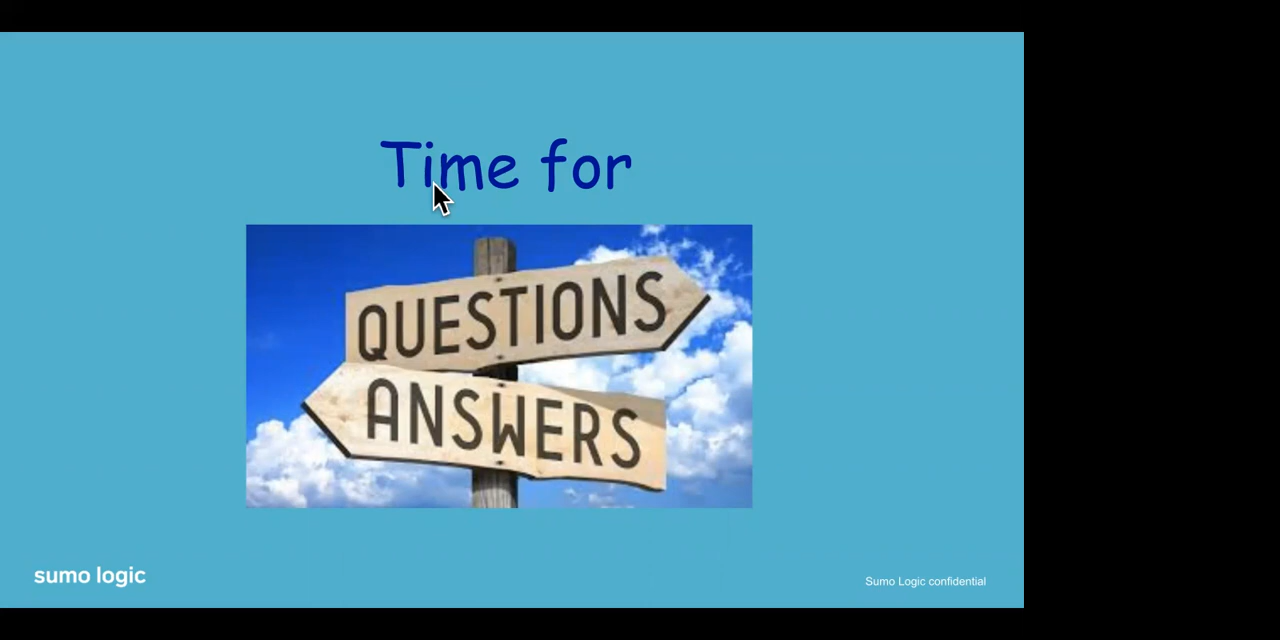 Time for
QUESTIONS
ANSWERS
sumo logic
Sumo Logic confidential